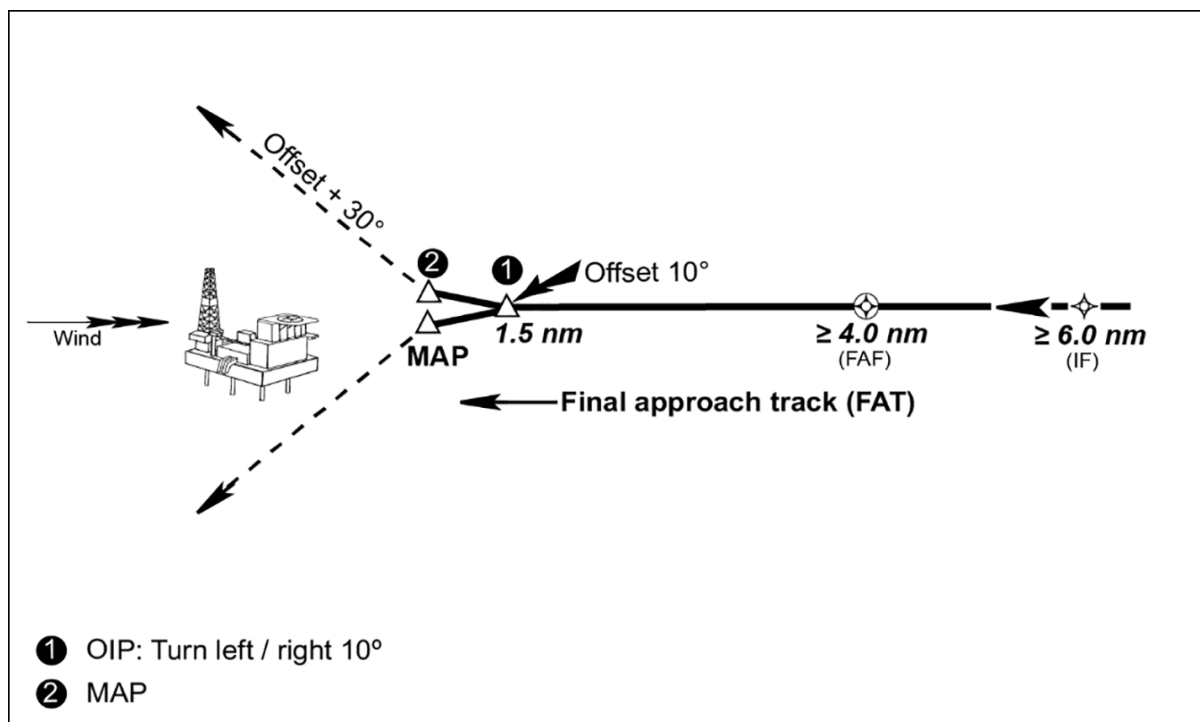 Offset + 30°
2
1
Offset 10°
Wind
MAP
1.5 nm
≥ 4.0 nm
(FAF)
≥ 6.0 nm
(IF)
Final approach track (FAT)
1 OIP: Turn left / right 10º
2 MAP